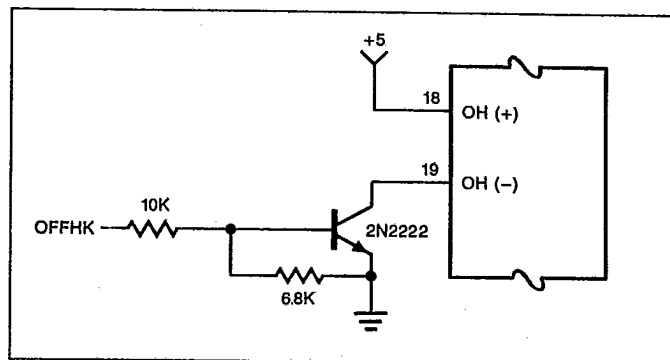 +5
18
OH (+)
19
OH (–)
10K
OFFHK
2N2222
6.8K